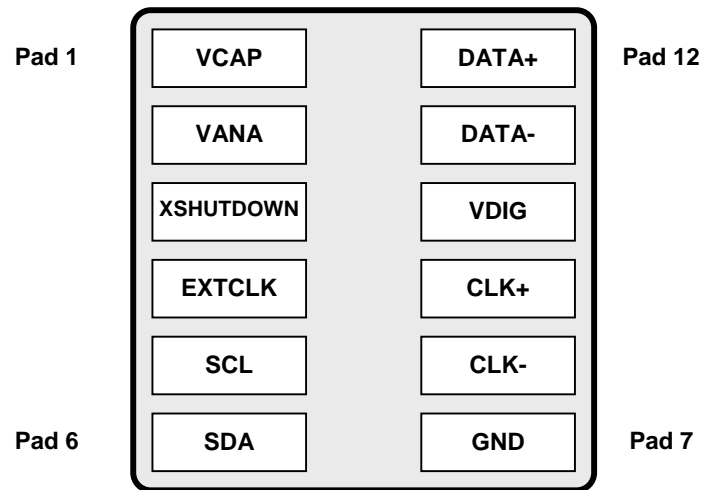 Pad 1 VCAP DATA+ Pad 12
VANA DATA-
XSHUTDOWN VDIG
EXTCLK CLK+
SCL CLK-
Pad 6 SDA GND Pad 7